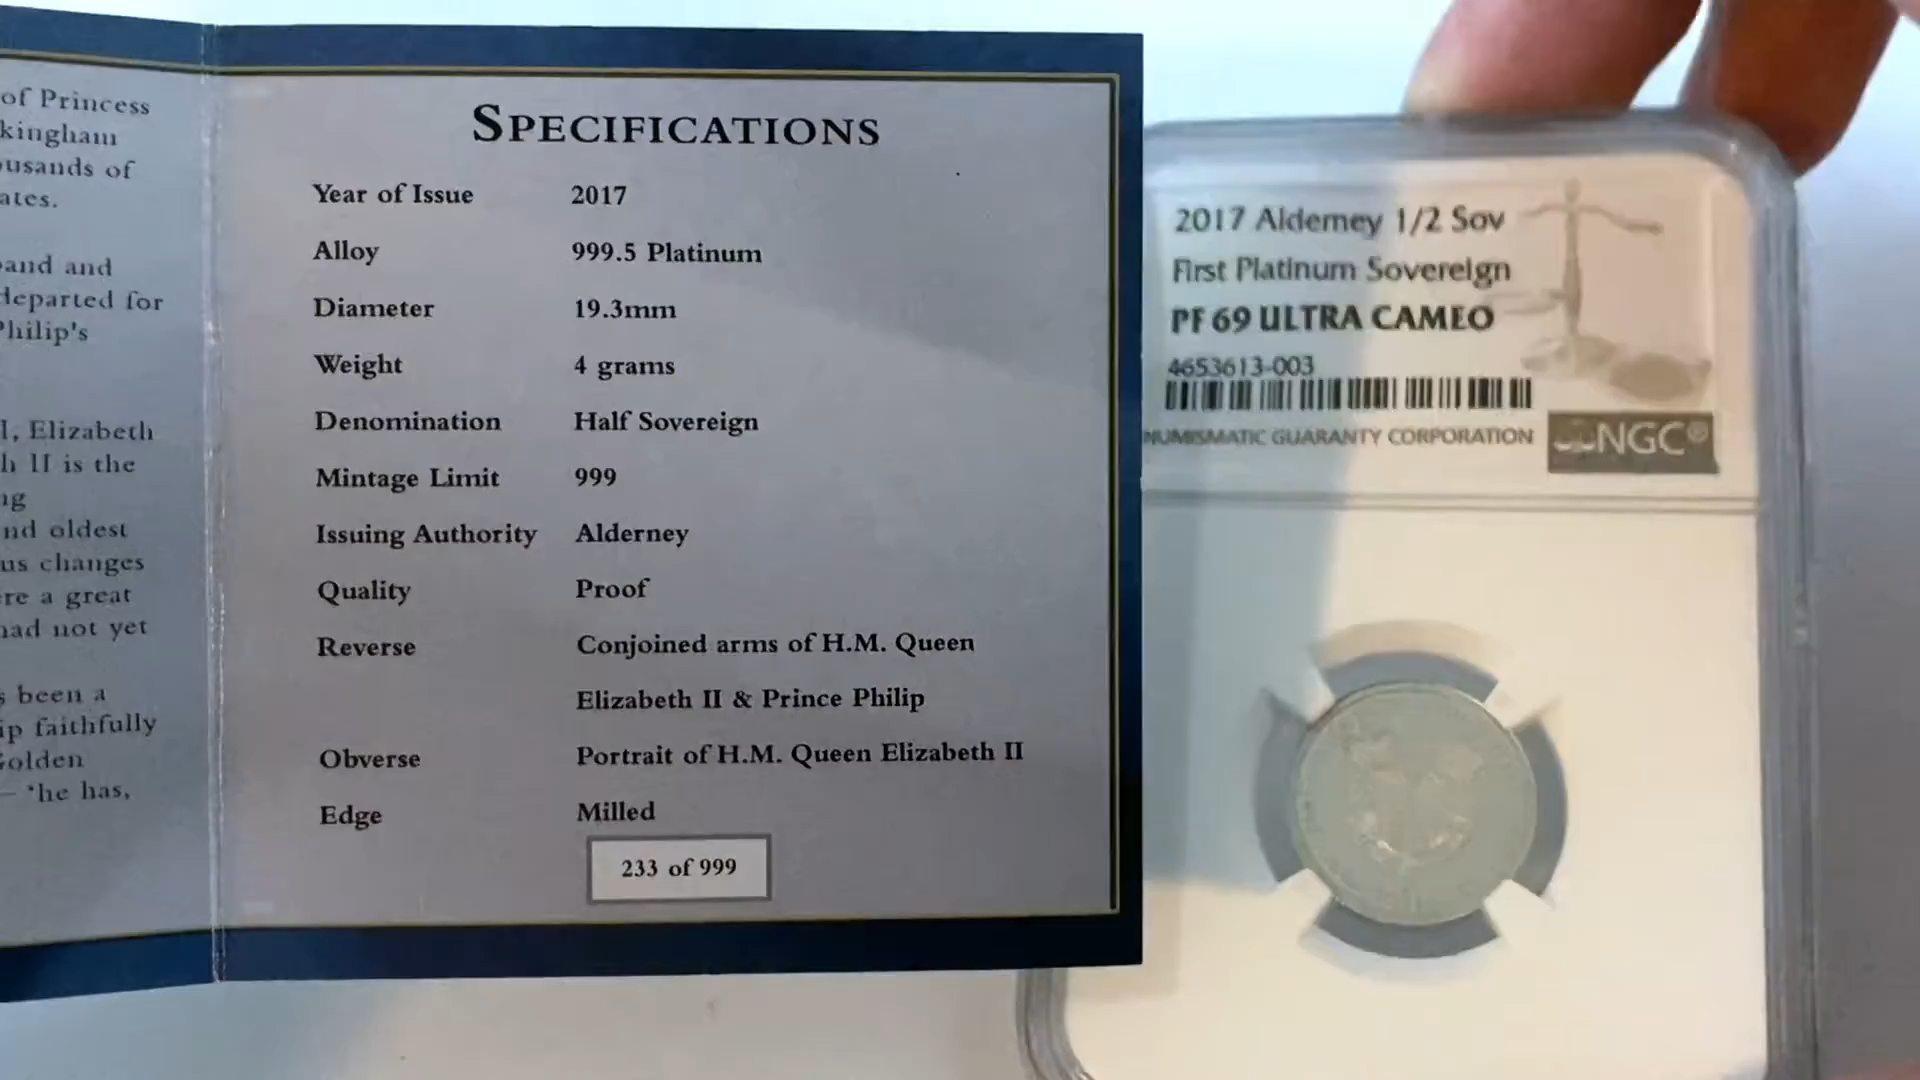 of Princess
kingham
usands of
ates.
and and
departed for
Philip's
I, Elizabeth
h II is the
ng
nd oldest
us changes
re a great
had not yet
s been a
ip faithfully
Golden
– 'he has,
SPECIFICATIONS
Year of Issue 2017
Alloy 999.5 Platinum
Diameter 19.3mm
Weight 4 grams
Denomination Half Sovereign
Mintage Limit 999
Issuing Authority Alderney
Quality Proof
Reverse Conjoined arms of H.M. Queen
Elizabeth II & Prince Philip
Obverse Portrait of H.M. Queen Elizabeth II
Edge Milled
233 of 999
2017 Alderney 1/2 Sov
First Platinum Sovereign
PF 69 ULTRA CAMEO
4653613-003
NUMISMATIC GUARANTY CORPORATION NGC®